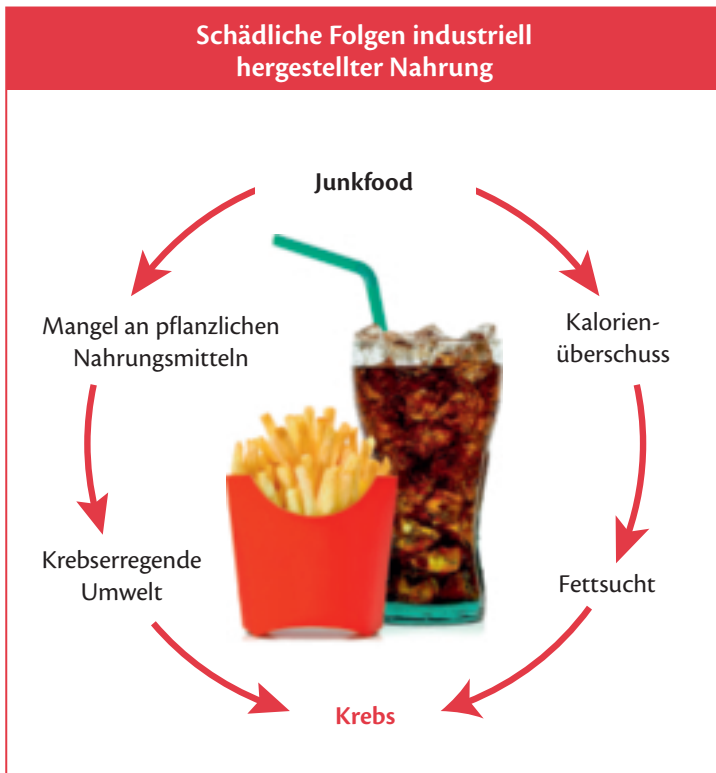 Schädliche Folgen industriell
hergestellter Nahrung
Junkfood
Mangel an pflanzlichen
Nahrungsmitteln
Kalorien-
überschuss
Krebserregende
Umwelt
Fettsucht
Krebs